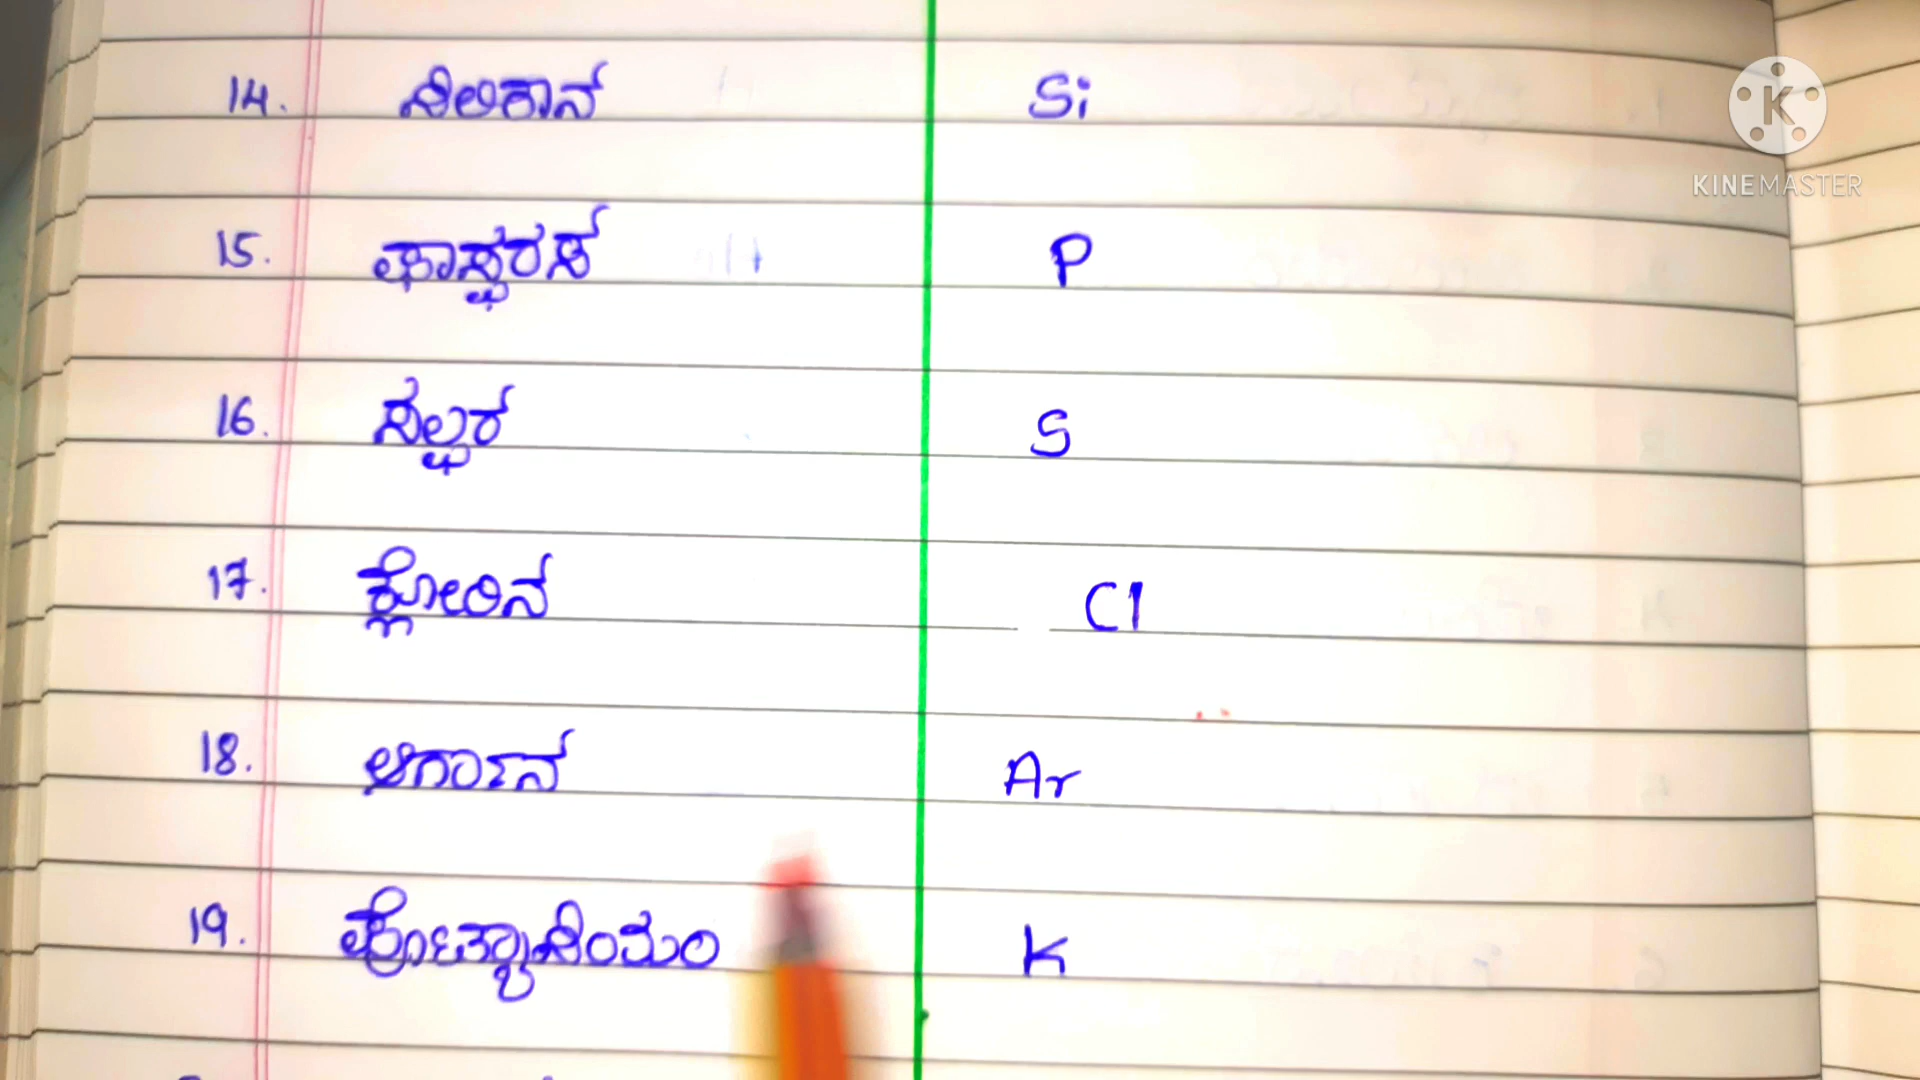 14. ಸಿಲಿಕಾನ್ Si
15. ಫಾಸ್ಫರಸ್ P
16. ಸಲ್ಫರ್ S
17. ಕ್ಲೋರಿನ್ Cl
18. ಆರ್ಗಾನ್ Ar
19. ಪೊಟ್ಯಾಸಿಯಂ K
KINEMASTER